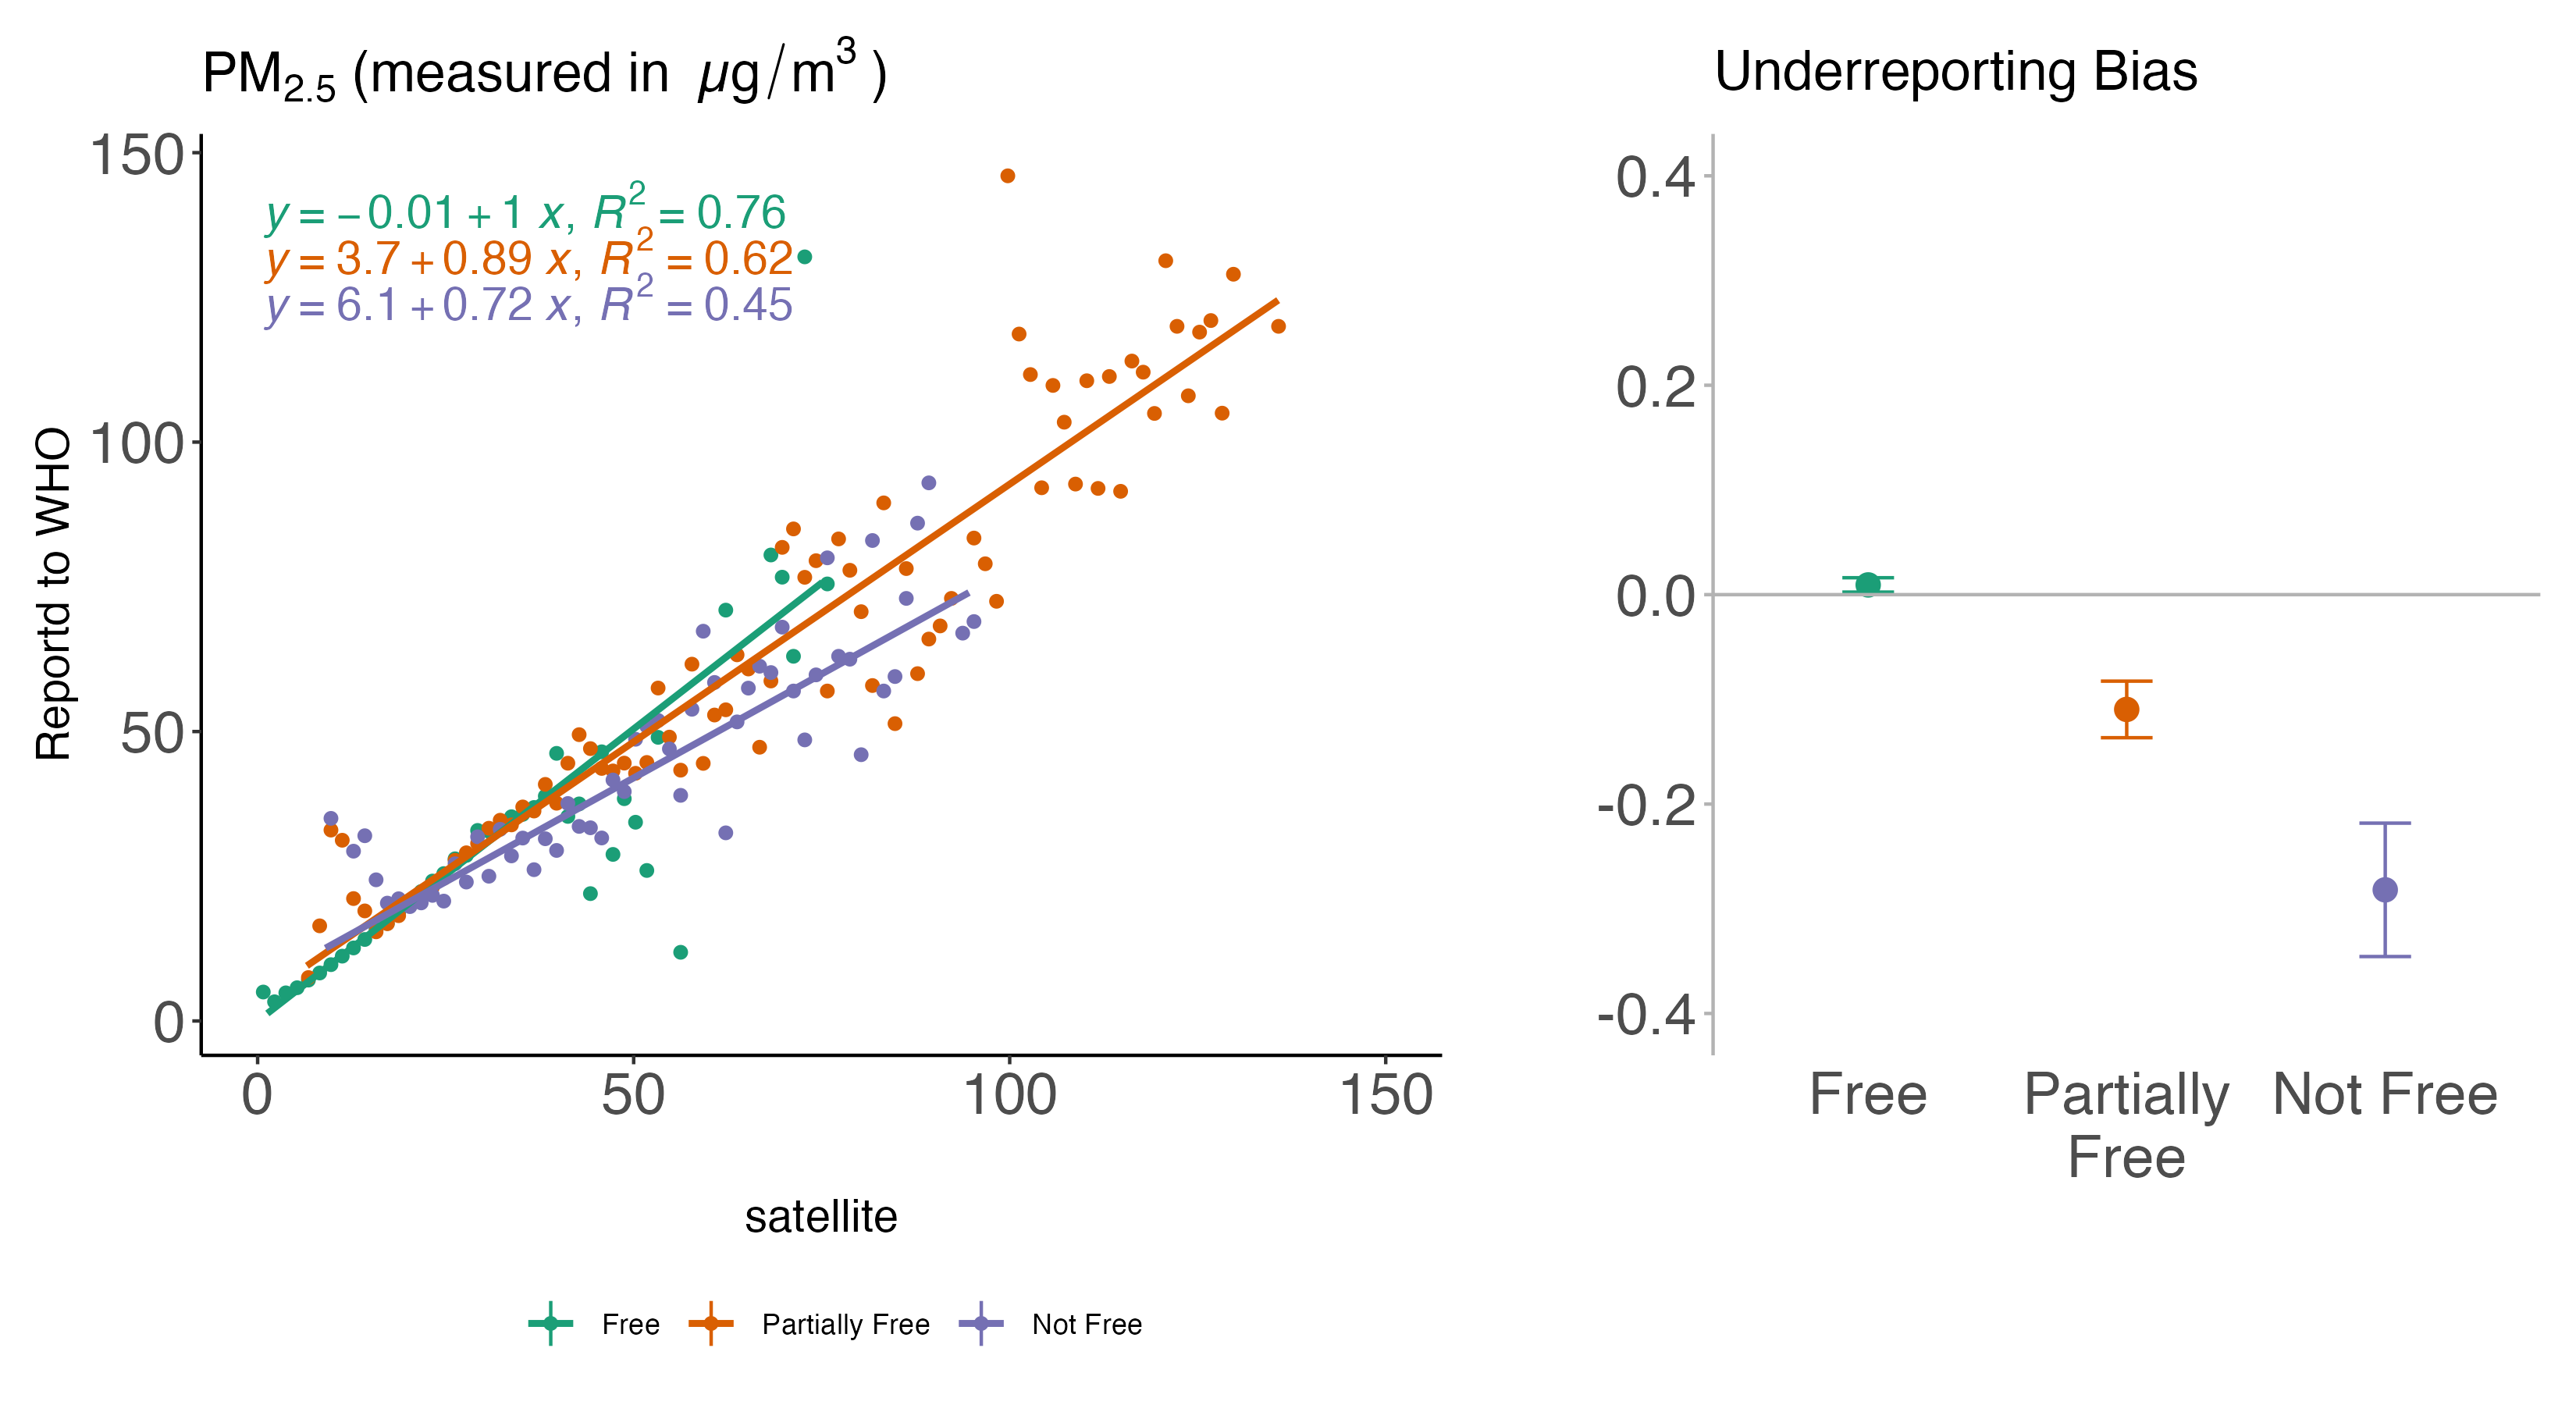 PM2.5 (measured in μg/m3 )
150
100
50
0
Reportd to WHO
y = −0.01 + 1 x, R2 = 0.76
y = 3.7 + 0.89 x, R2 = 0.62
y = 6.1 + 0.72 x, R2 = 0.45
0 50 100 150
satellite
Free Partially Free Not Free
Underreporting Bias
0.4
0.2
0.0
-0.2
-0.4
Free Partially Not Free
Free